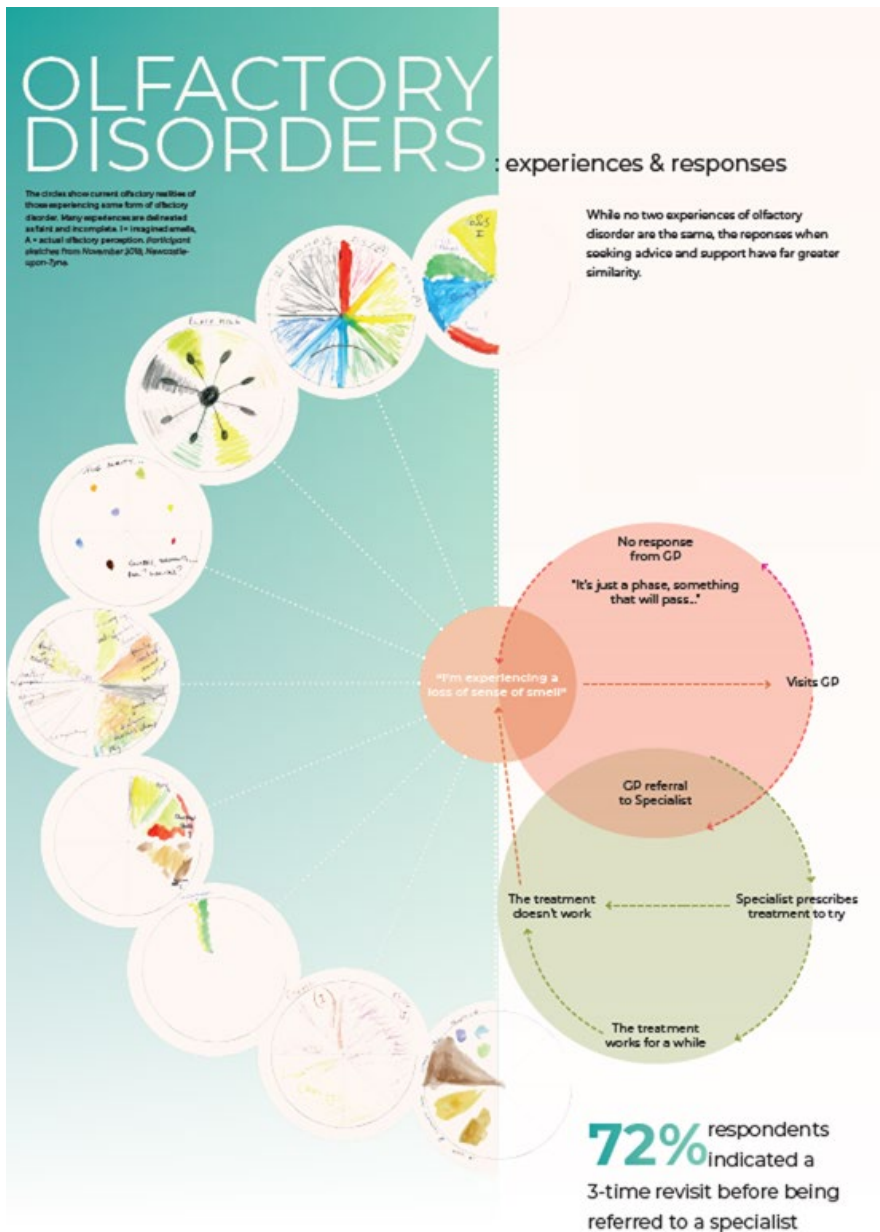 OLFACTORY
DISORDERS
: experiences & responses
The circles show current olfactory realities of
those experiencing some form of olfactory
disorder. Many experiences are delineated
as faint and incomplete. I = Imagined smells,
A = actual olfactory perception. Participant
sketches from November 2018, Newcastle-
upon-Tyne.
While no two experiences of olfactory
disorder are the same, the reponses when
seeking advice and support have far greater
similarity.
No response
from GP
"It's just a phase, something
that will pass..."
"I'm experiencing a
loss of sense of smell"
Visits GP
GP referral
to Specialist
The treatment
doesn't work
Specialist prescribes
treatment to try
The treatment
works for a while
72% respondents
indicated a
3-time revisit before being
referred to a specialist